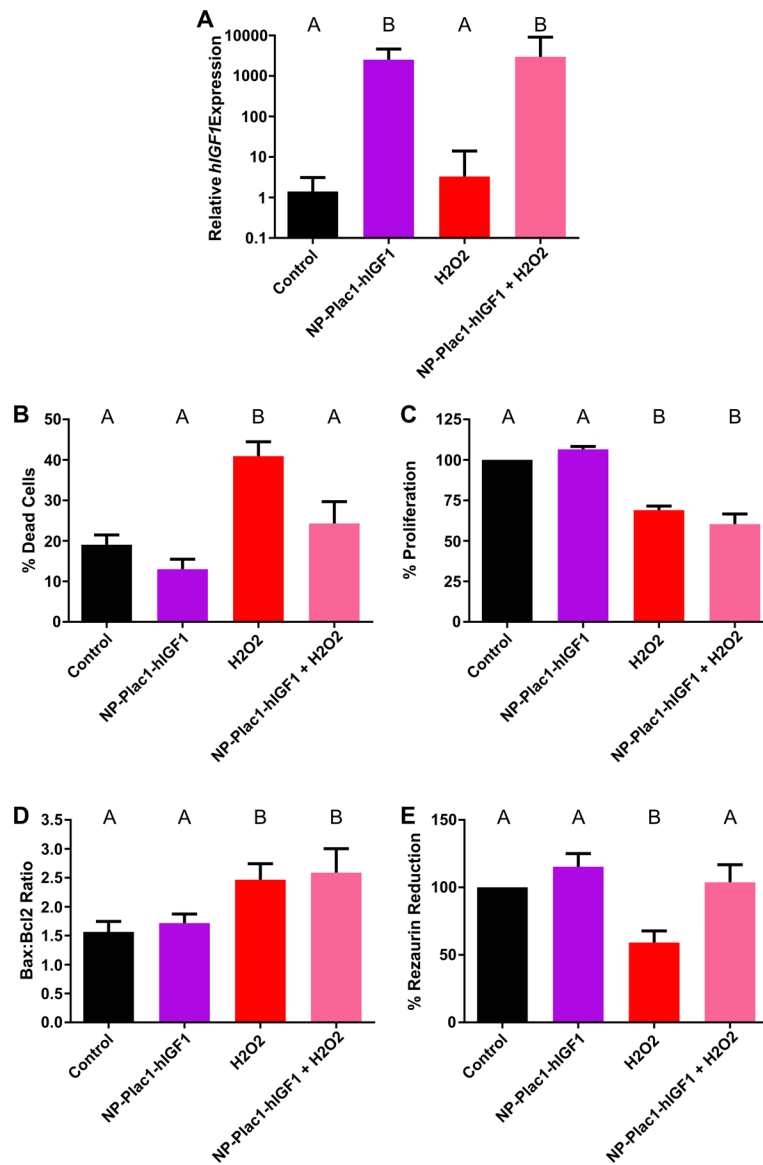 A
A
B
A
B
Relative hIGF1Expression
10000
1000
100
10
1
0.1
Control
NP-Plac1-hIGF1
H2O2
NP-Plac1-hIGF1 + H2O2
B
A
A
B
A
% Dead Cells
50
40
30
20
10
0
Control
NP-Plac1-hIGF1
H2O2
NP-Plac1-hIGF1 + H2O2
C
A
A
B
B
% Proliferation
125
100
75
50
25
0
Control
NP-Plac1-hIGF1
H2O2
NP-Plac1-hIGF1 + H2O2
D
A
A
B
B
Bax:Bcl2 Ratio
3.5
3.0
2.5
2.0
1.5
1.0
0.5
0.0
Control
NP-Plac1-hIGF1
H2O2
NP-Plac1-hIGF1 + H2O2
E
A
A
B
A
% Rezaurin Reduction
150
100
50
0
Control
NP-Plac1-hIGF1
H2O2
NP-Plac1-hIGF1 + H2O2